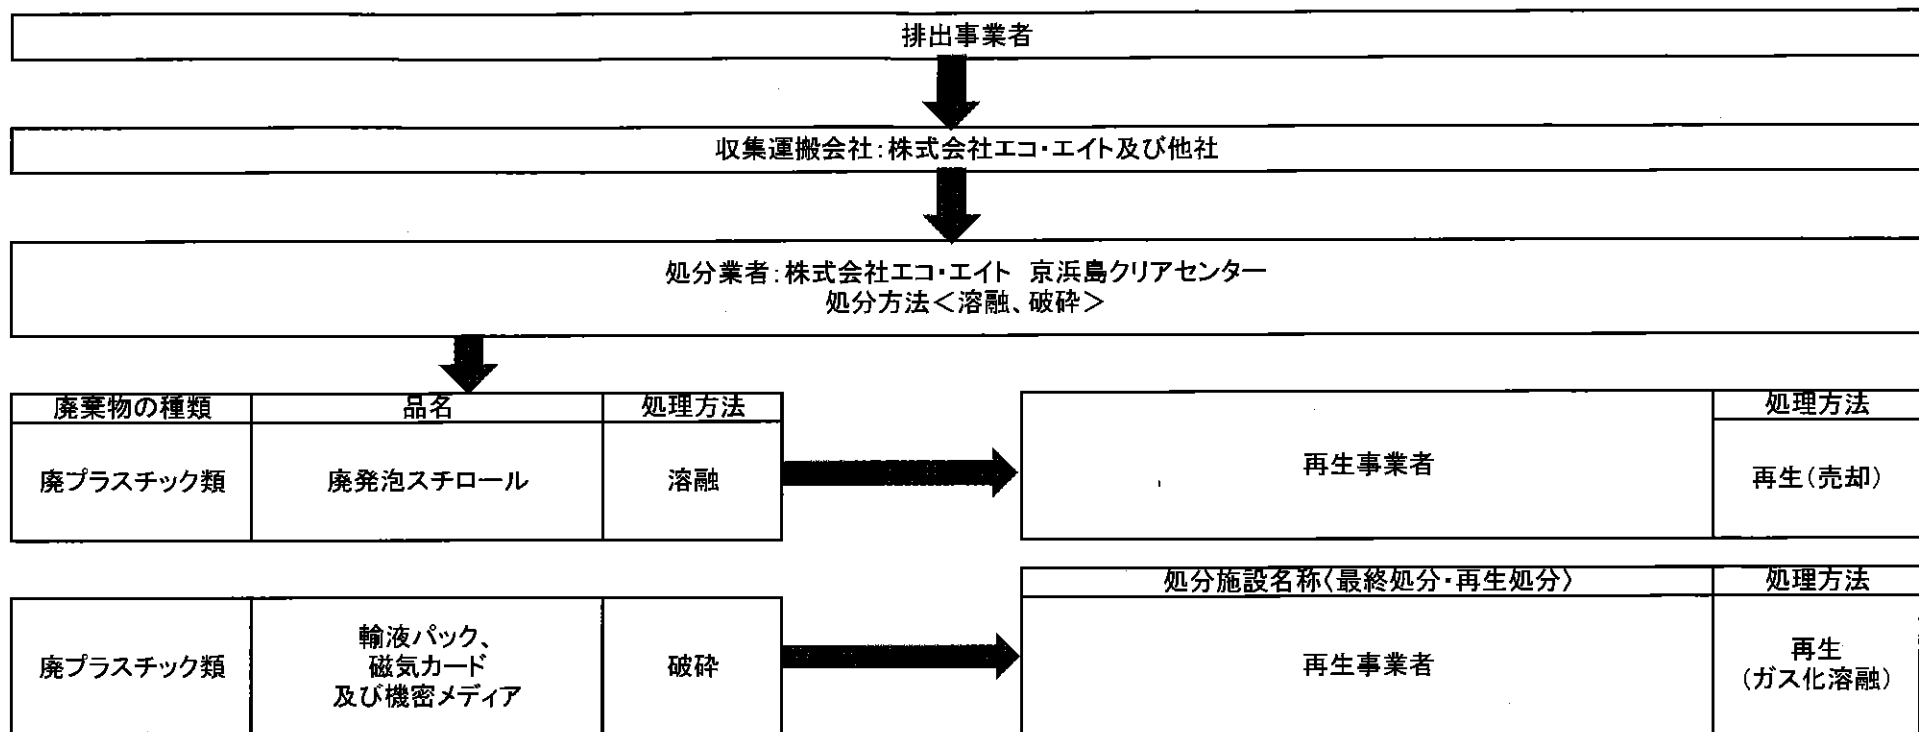 排出事業者
収集運搬会社:株式会社エコ・エイト及び他社
処分業者:株式会社エコ・エイト 京浜島クリアセンター
処分方法<溶融、破砕>
廃棄物の種類 品名 処理方法 処理方法
廃プラスチック類 廃発泡スチロール 溶融 再生事業者 再生(売却)
処分施設名称(最終処分・再生処分) 処理方法
廃プラスチック類
輸液パック、
磁気カード
及び機密メディア
破砕
再生事業者
再生
(ガス化溶融)